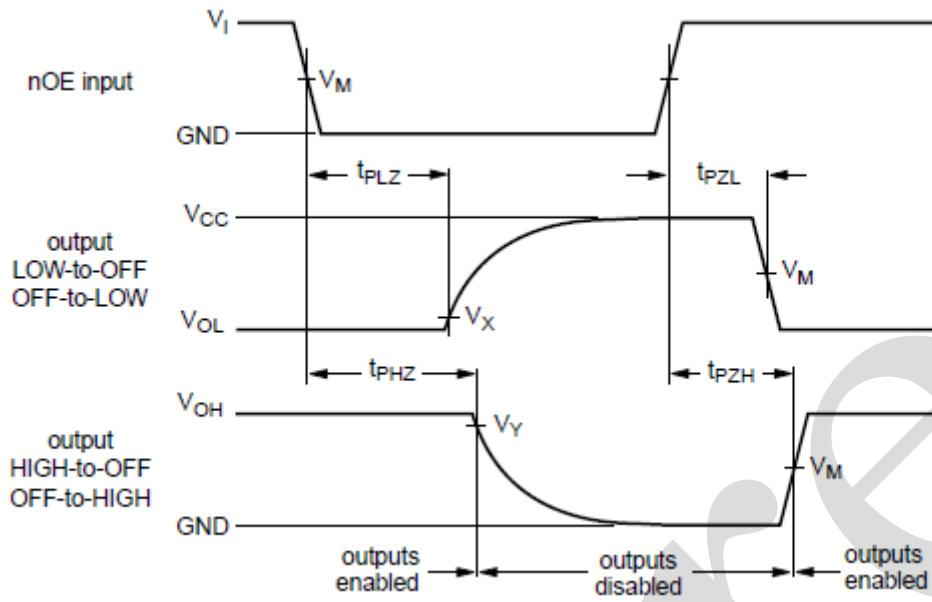 V_I
nOE input
V_M
GND
t_PLZ
t_PZL
V_CC
output
LOW-to-OFF
OFF-to-LOW
V_M
V_OL
V_X
t_PHZ
t_PZH
V_OH
V_Y
output
HIGH-to-OFF
OFF-to-HIGH
V_M
GND
outputs
enabled
outputs
disabled
outputs
enabled